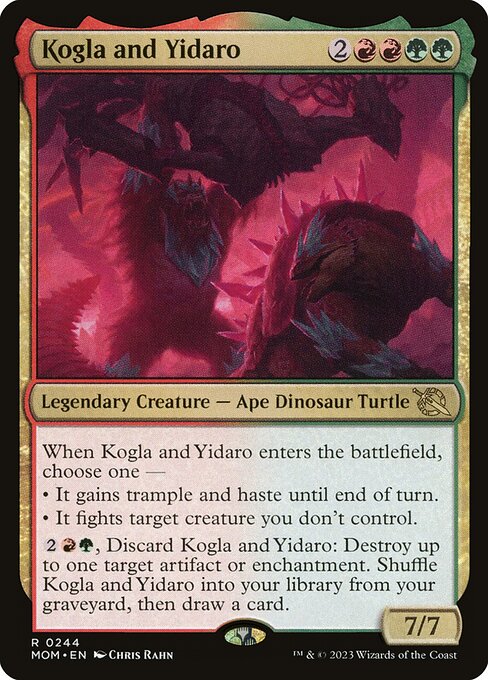 Kogla and Yidaro 2
Legendary Creature — Ape Dinosaur Turtle
When Kogla and Yidaro enters the battlefield,
choose one —
• It gains trample and haste until end of turn.
• It fights target creature you don't control.
2, Discard Kogla and Yidaro: Destroy up
to one target artifact or enchantment. Shuffle
Kogla and Yidaro into your library from your
graveyard, then draw a card.
7/7
R 0244
MOM • EN Chris Rahn
™ & © 2023 Wizards of the Coast